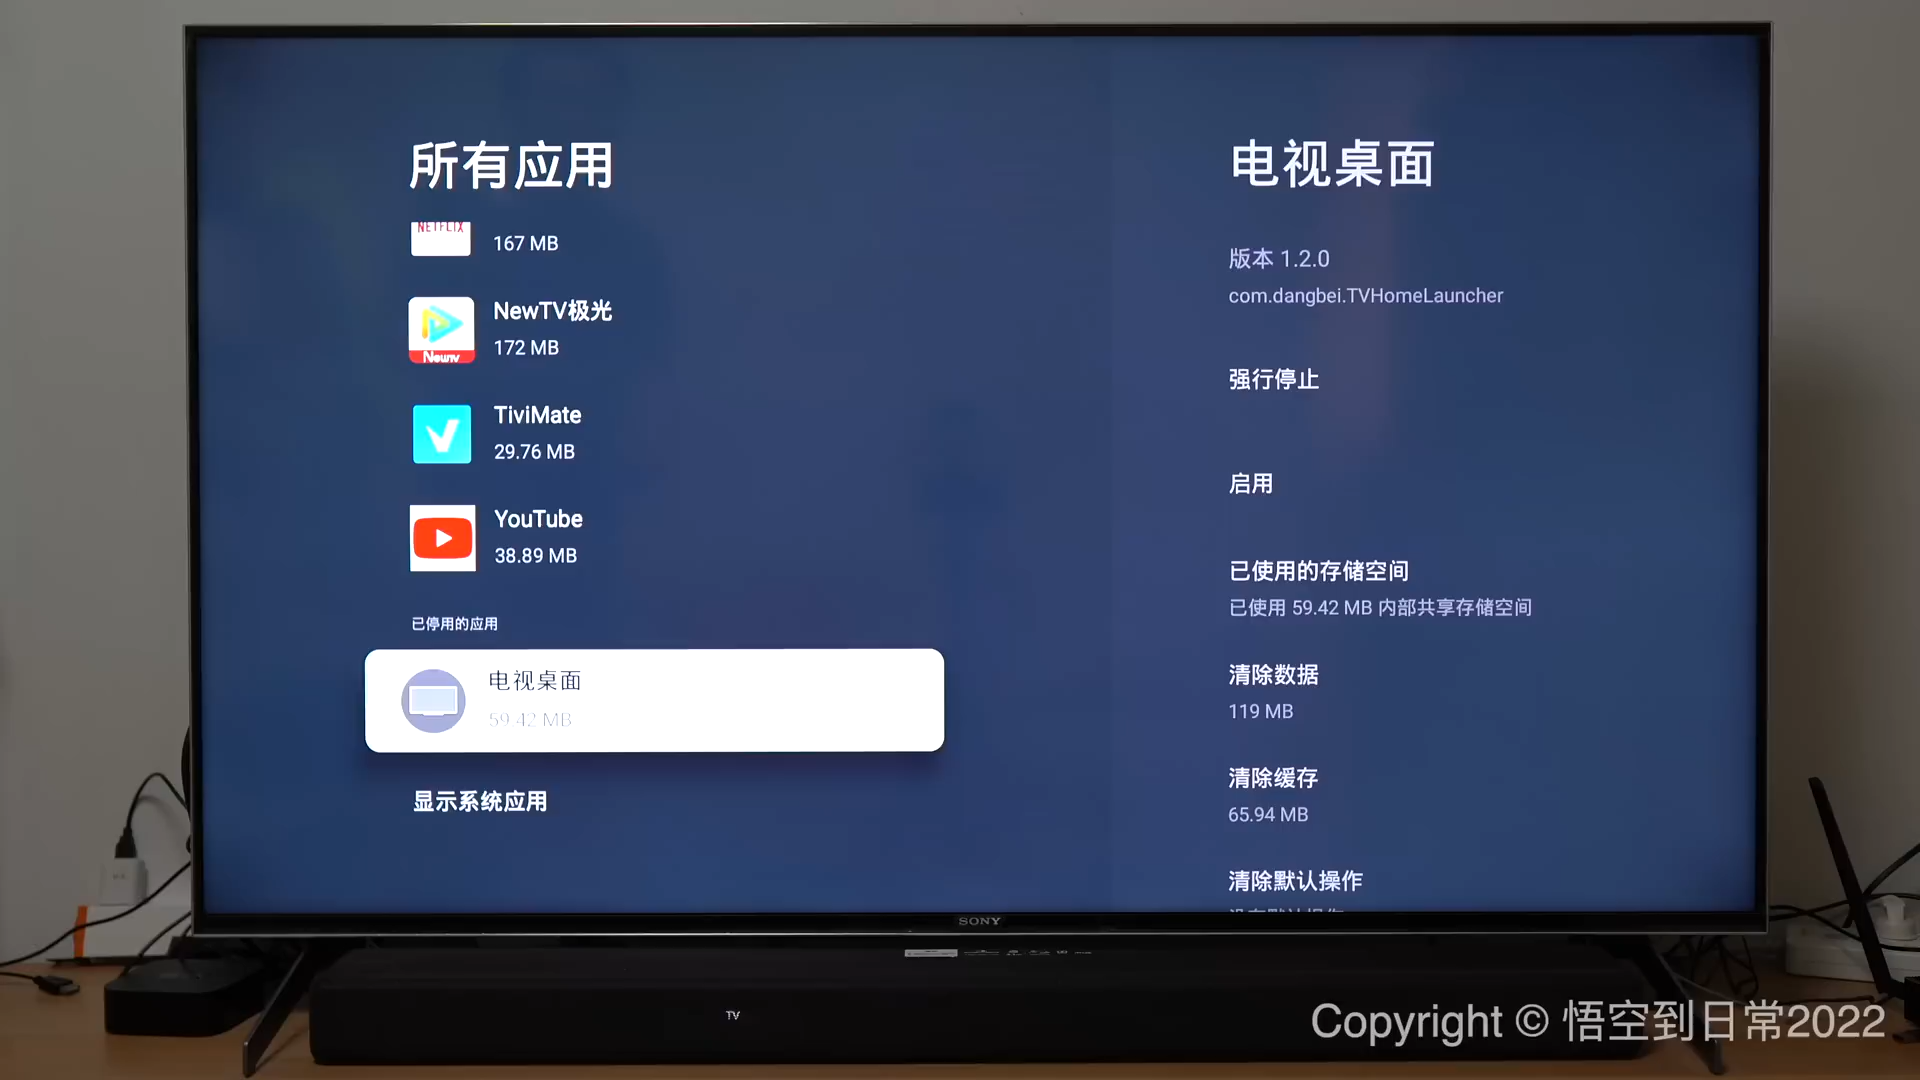 所有应用
NETFLIX
167 MB
NewTV极光
172 MB
NewTV
TiviMate
29.76 MB
YouTube
38.89 MB
已停用的应用
电视桌面
59.42 MB
显示系统应用
电视桌面
版本 1.2.0
com.dangbei.TVHomeLauncher
强行停止
启用
已使用的存储空间
已使用 59.42 MB 内部共享存储空间
清除数据
119 MB
清除缓存
65.94 MB
清除默认操作
SONY
TV
Copyright © 悟空到日常2022